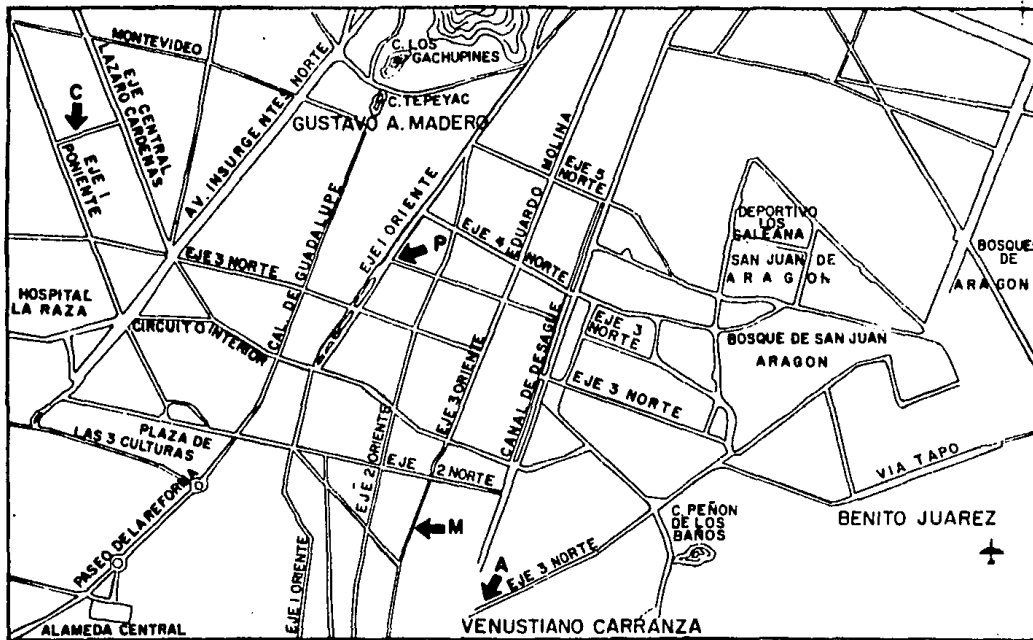 MONTEVIDEO
C. LOS
GACHUPINES
C
EJE CENTRAL
LAZARO CARDENAS
AV. INSURGENTES NORTE
C. TEPEYAC
GUSTAVO A. MADERO
EJE 1
PONIENTE
CAL. DE GUADALUPE
EJE 1 ORIENTE
P
EDUARDO MOLINA
EJE 5
NORTE
EJE 4 NORTE
DEPORTIVO
LOS
GALEANA
SAN JUAN DE
ARAGON
BOSQUE
DE
ARAGON
EJE 3 NORTE
HOSPITAL
LA RAZA
CIRCUITO INTERIOR
EJE 3
NORTE
BOSQUE DE SAN JUAN
ARAGON
CANAL DE DESAGUE
EJE 3 NORTE
EJE 3 ORIENTE
PLAZA DE
LAS 3 CULTURAS
EJE 2 ORIENTE
EJE 2 NORTE
VIA TAPO
PASEO DE LA REFORMA
M
C. PEÑON
DE LOS
BAÑOS
BENITO JUAREZ
A
EJE 3 NORTE
EJE 1 ORIENTE
ALAMEDA CENTRAL
VENUSTIANO CARRANZA